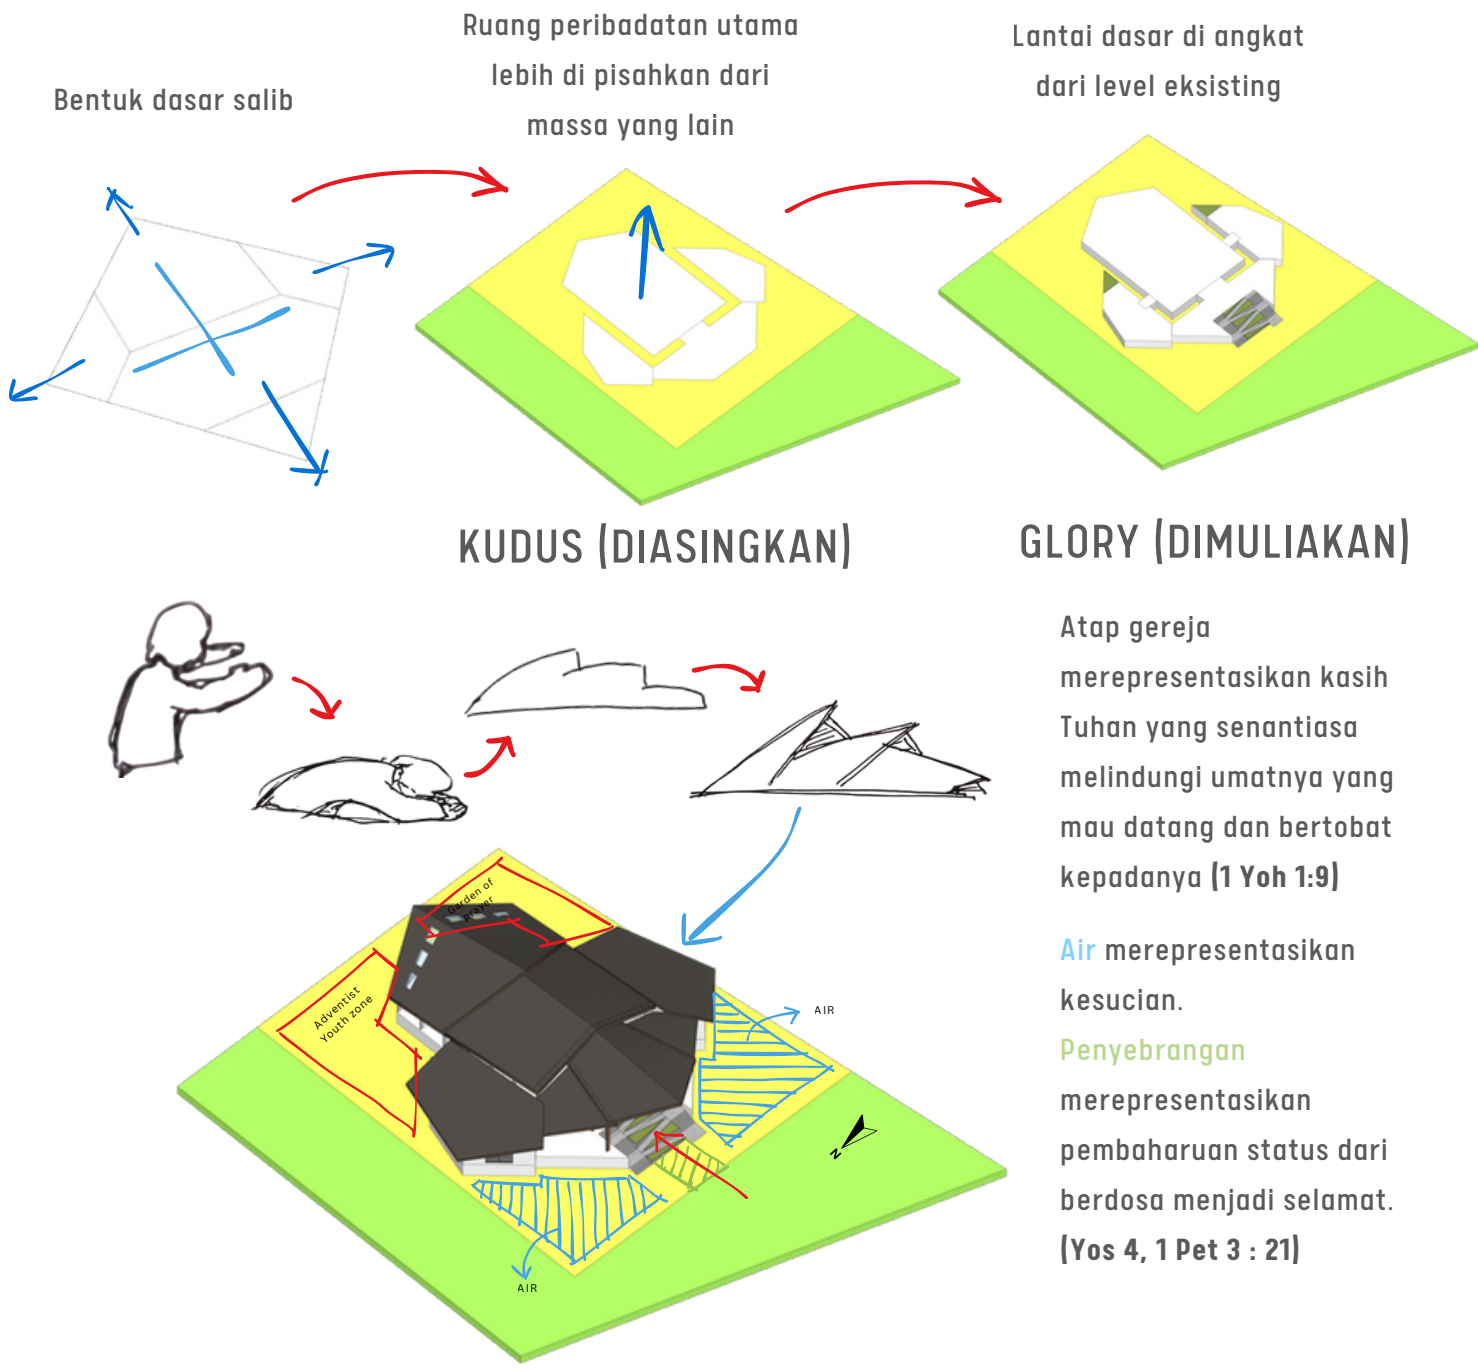 Bentuk dasar salib
Ruang peribadatan utama
lebih di pisahkan dari
massa yang lain
Lantai dasar di angkat
dari level eksisting
KUDUS (DIASINGKAN)
GLORY (DIMULIAKAN)
Atap gereja
merepresentasikan kasih
Tuhan yang senantiasa
melindungi umatnya yang
mau datang dan bertobat
kepadanya (1 Yoh 1:9)
Air merepresentasikan
kesucian.
Penyebrangan
merepresentasikan
pembaharuan status dari
berdosa menjadi selamat.
(Yos 4, 1 Pet 3 : 21)
Garden of
prayer
Adventist
Youth zone
AIR
N
AIR